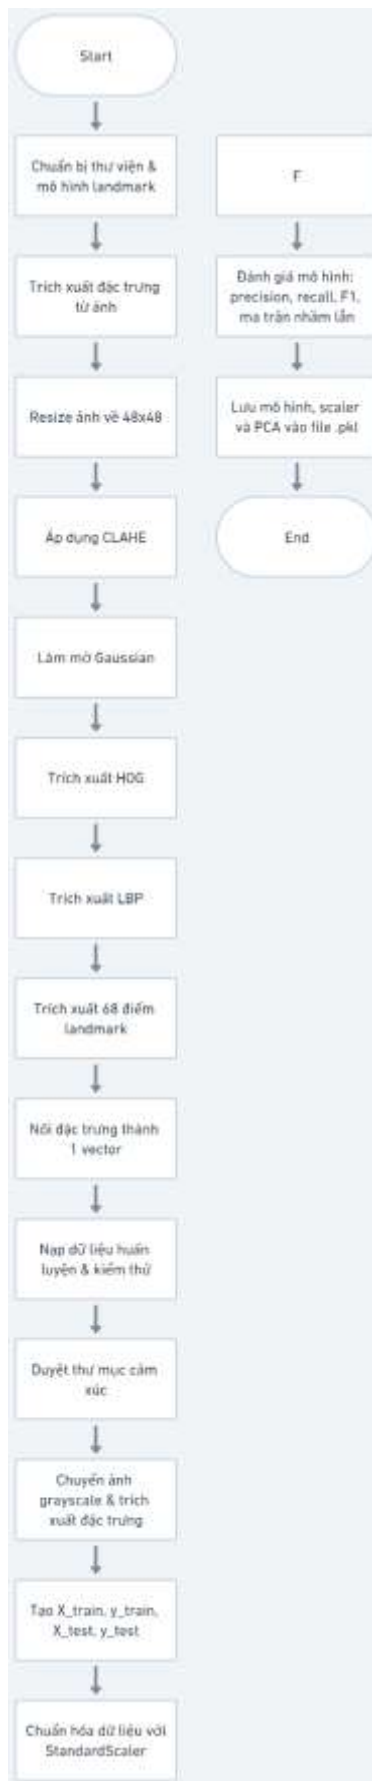 Start
Chuẩn bị thư viện &
mô hình landmark
Trích xuất đặc trưng
từ ảnh
Resize ảnh về 48x48
Áp dụng CLAHE
Làm mờ Gaussian
Trích xuất HOG
Trích xuất LBP
Trích xuất 68 điểm
landmark
Nối đặc trưng thành
1 vector
Nạp dữ liệu huấn
luyện & kiểm thử
Duyệt thư mục cảm
xúc
Chuyển ảnh
grayscale & trích
xuất đặc trưng
Tạo X_train, y_train,
X_test, y_test
Chuẩn hóa dữ liệu với
StandardScaler
F
Đánh giá mô hình:
precision, recall, F1,
ma trận nhầm lẫn
Lưu mô hình, scaler
và PCA vào file .pkl
End